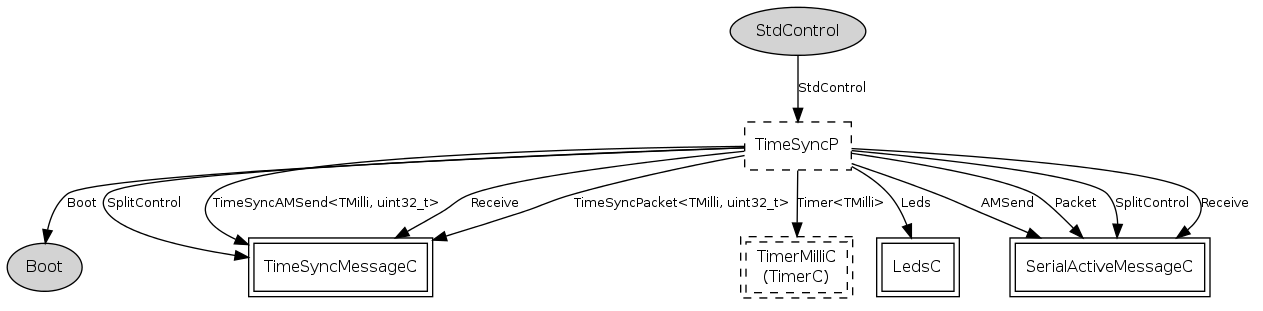 StdControl
StdControl
TimeSyncP
Boot
SplitControl
TimeSyncAMSend<TMilli, uint32_t>
Receive
TimeSyncPacket<TMilli, uint32_t>
Timer<TMilli>
Leds
AMSend
Packet
SplitControl
Receive
Boot
TimeSyncMessageC
TimerMilliC
(TimerC)
LedsC
SerialActiveMessageC